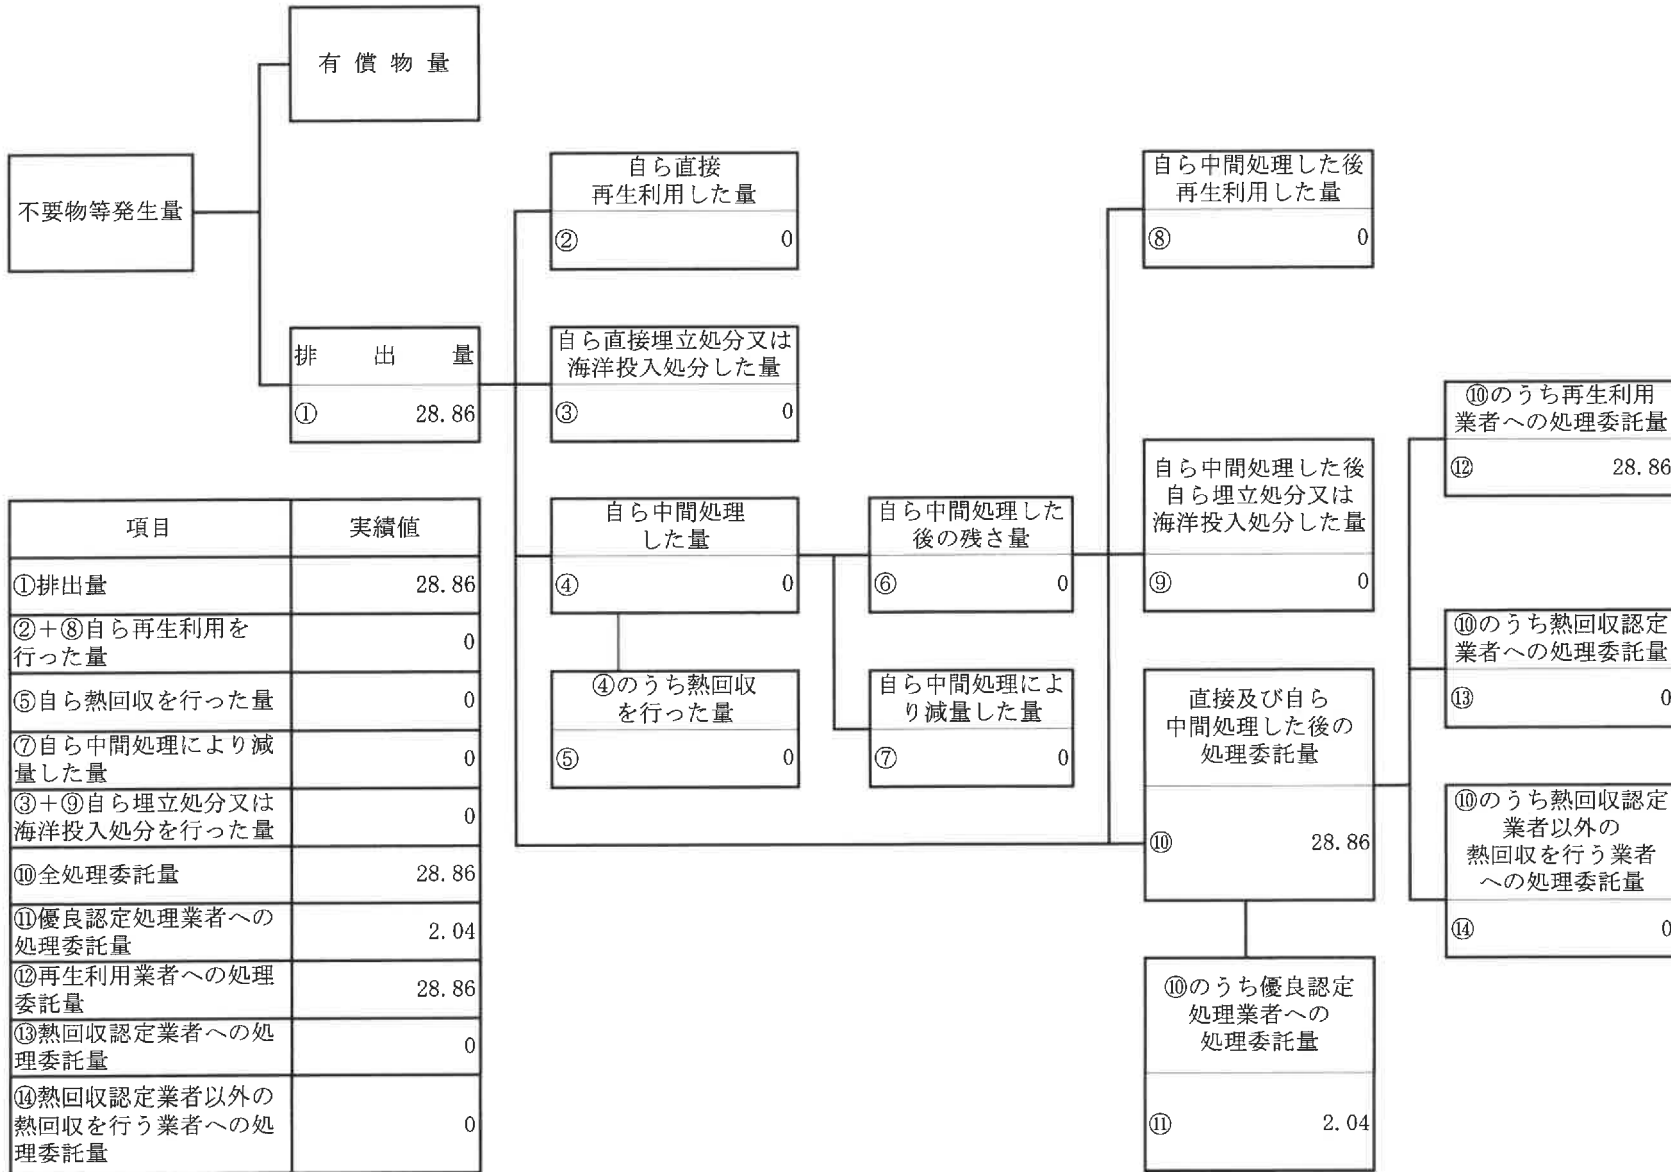 有償物量
不要物等発生量
排出量
① 28.86
自ら直接
再生利用した量
② 0
自ら直接埋立処分又は
海洋投入処分した量
③ 0
自ら中間処理
した量
④ 0
④のうち熱回収
を行った量
⑤ 0
自ら中間処理した
後の残さ量
⑥ 0
自ら中間処理によ
り減量した量
⑦ 0
自ら中間処理した後
再生利用した量
⑧ 0
自ら中間処理した後
自ら埋立処分又は
海洋投入処分した量
⑨ 0
直接及び自ら
中間処理した後の
処理委託量
⑩ 28.86
⑩のうち優良認定
処理業者への
処理委託量
⑪ 2.04
⑩のうち再生利用
業者への処理委託量
⑫ 28.86
⑩のうち熱回収認定
業者への処理委託量
⑬ 0
⑩のうち熱回収認定
業者以外の
熱回収を行う業者
への処理委託量
⑭ 0
項目 実績値
①排出量 28.86
②+⑧自ら再生利用を
行った量 0
⑤自ら熱回収を行った量 0
⑦自ら中間処理により減
量した量 0
③+⑨自ら埋立処分又は
海洋投入処分を行った量 0
⑩全処理委託量 28.86
⑪優良認定処理業者への
処理委託量 2.04
⑫再生利用業者への処理
委託量 28.86
⑬熱回収認定業者への処
理委託量 0
⑭熱回収認定業者以外の
熱回収を行う業者への処
理委託量 0